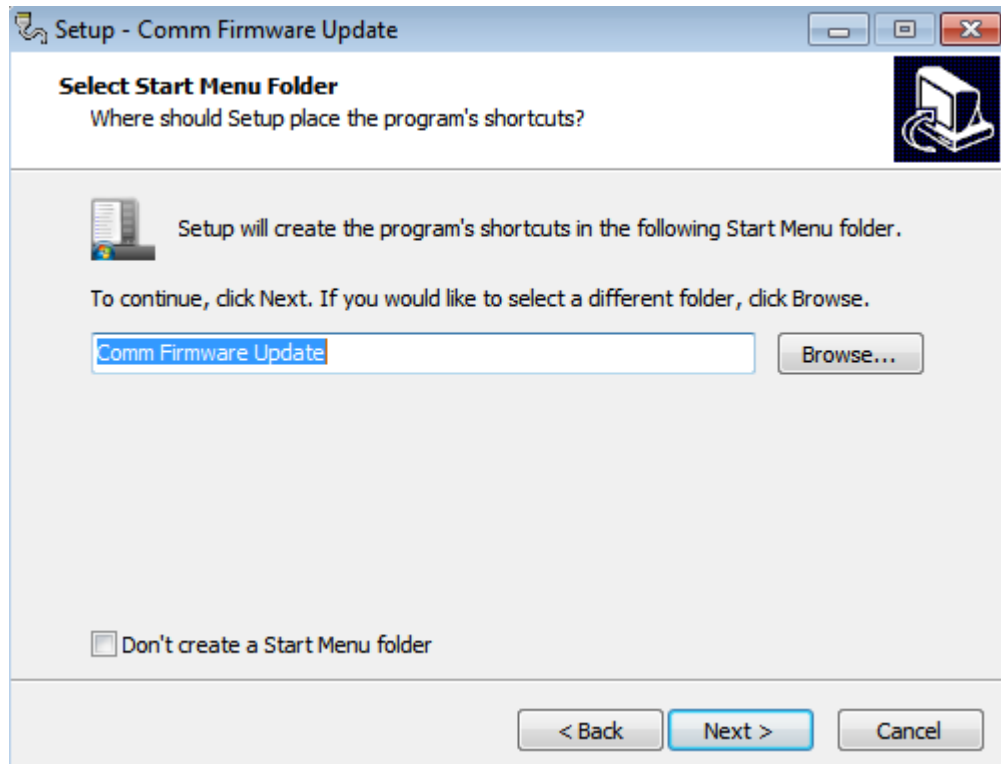 Setup - Comm Firmware Update
Select Start Menu Folder
Where should Setup place the program's shortcuts?
Setup will create the program's shortcuts in the following Start Menu folder.
To continue, click Next. If you would like to select a different folder, click Browse.
Comm Firmware Update
Browse...
Don't create a Start Menu folder
< Back
Next >
Cancel